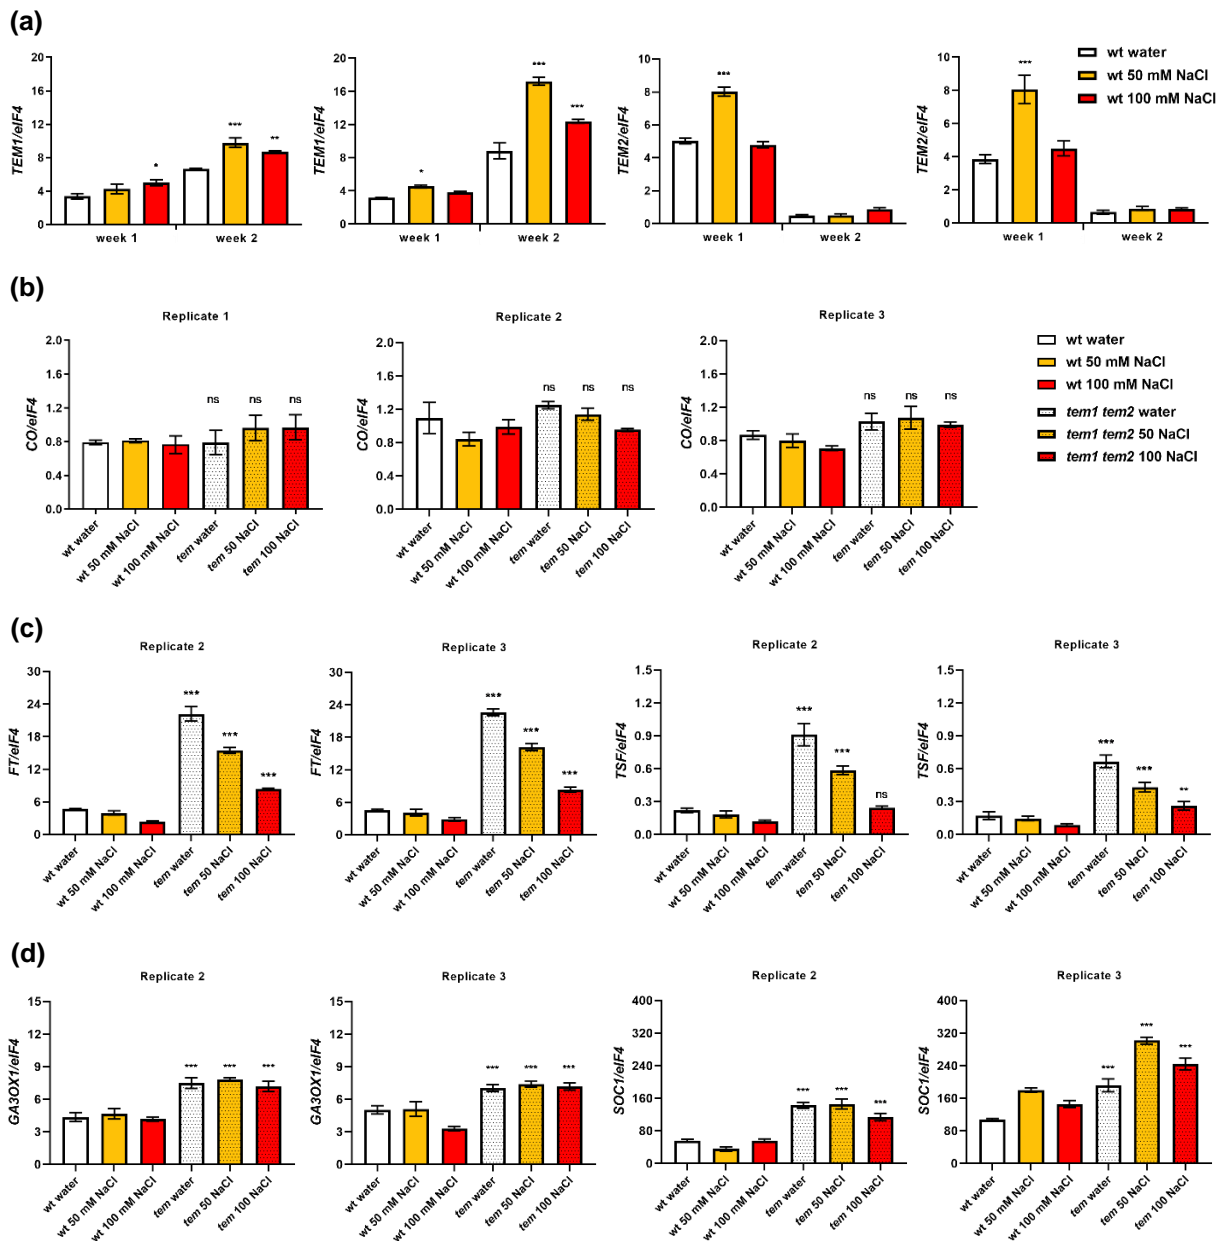 (a)
20
16
12
8
4
0
TEM1/eIF4
*
***
**
week 1
week 2
20
16
12
8
4
0
TEM1/eIF4
*
***
***
week 1
week 2
10
8
6
4
2
0
TEM2/eIF4
***
week 1
week 2
10
8
6
4
2
0
TEM2/eIF4
***
week 1
week 2
wt water
wt 50 mM NaCl
wt 100 mM NaCl
(b)
Replicate 1
2.0
1.6
1.2
0.8
0.4
0.0
CO/eIF4
ns
ns
ns
wt water
wt 50 mM NaCl
wt 100 mM NaCl
tem water
tem 50 NaCl
tem 100 NaCl
Replicate 2
2.0
1.6
1.2
0.8
0.4
0.0
CO/eIF4
ns
ns
ns
wt water
wt 50 mM NaCl
wt 100 mM NaCl
tem water
tem 50 NaCl
tem 100 NaCl
Replicate 3
2.0
1.6
1.2
0.8
0.4
0.0
CO/eIF4
ns
ns
ns
wt water
wt 50 mM NaCl
wt 100 mM NaCl
tem water
tem 50 NaCl
tem 100 NaCl
wt water
wt 50 mM NaCl
wt 100 mM NaCl
tem1 tem2 water
tem1 tem2 50 NaCl
tem1 tem2 100 NaCl
(c)
Replicate 2
30
24
18
12
6
0
FT/eIF4
***
***
***
wt water
wt 50 mM NaCl
wt 100 mM NaCl
tem water
tem 50 NaCl
tem 100 NaCl
Replicate 3
30
24
18
12
6
0
FT/eIF4
***
***
***
wt water
wt 50 mM NaCl
wt 100 mM NaCl
tem water
tem 50 NaCl
tem 100 NaCl
Replicate 2
1.5
1.2
0.9
0.6
0.3
0.0
TSF/eIF4
***
***
ns
wt water
wt 50 mM NaCl
wt 100 mM NaCl
tem water
tem 50 NaCl
tem 100 NaCl
Replicate 3
1.5
1.2
0.9
0.6
0.3
0.0
TSF/eIF4
***
***
**
wt water
wt 50 mM NaCl
wt 100 mM NaCl
tem water
tem 50 NaCl
tem 100 NaCl
(d)
Replicate 2
15
12
9
6
3
0
GA3OX1/eIF4
***
***
***
wt water
wt 50 mM NaCl
wt 100 mM NaCl
tem water
tem 50 NaCl
tem 100 NaCl
Replicate 3
15
12
9
6
3
0
GA3OX1/eIF4
***
***
***
wt water
wt 50 mM NaCl
wt 100 mM NaCl
tem water
tem 50 NaCl
tem 100 NaCl
Replicate 2
400
320
240
160
80
0
SOC1/eIF4
***
***
***
wt water
wt 50 mM NaCl
wt 100 mM NaCl
tem water
tem 50 NaCl
tem 100 NaCl
Replicate 3
400
320
240
160
80
0
SOC1/eIF4
***
***
***
wt water
wt 50 mM NaCl
wt 100 mM NaCl
tem water
tem 50 NaCl
tem 100 NaCl